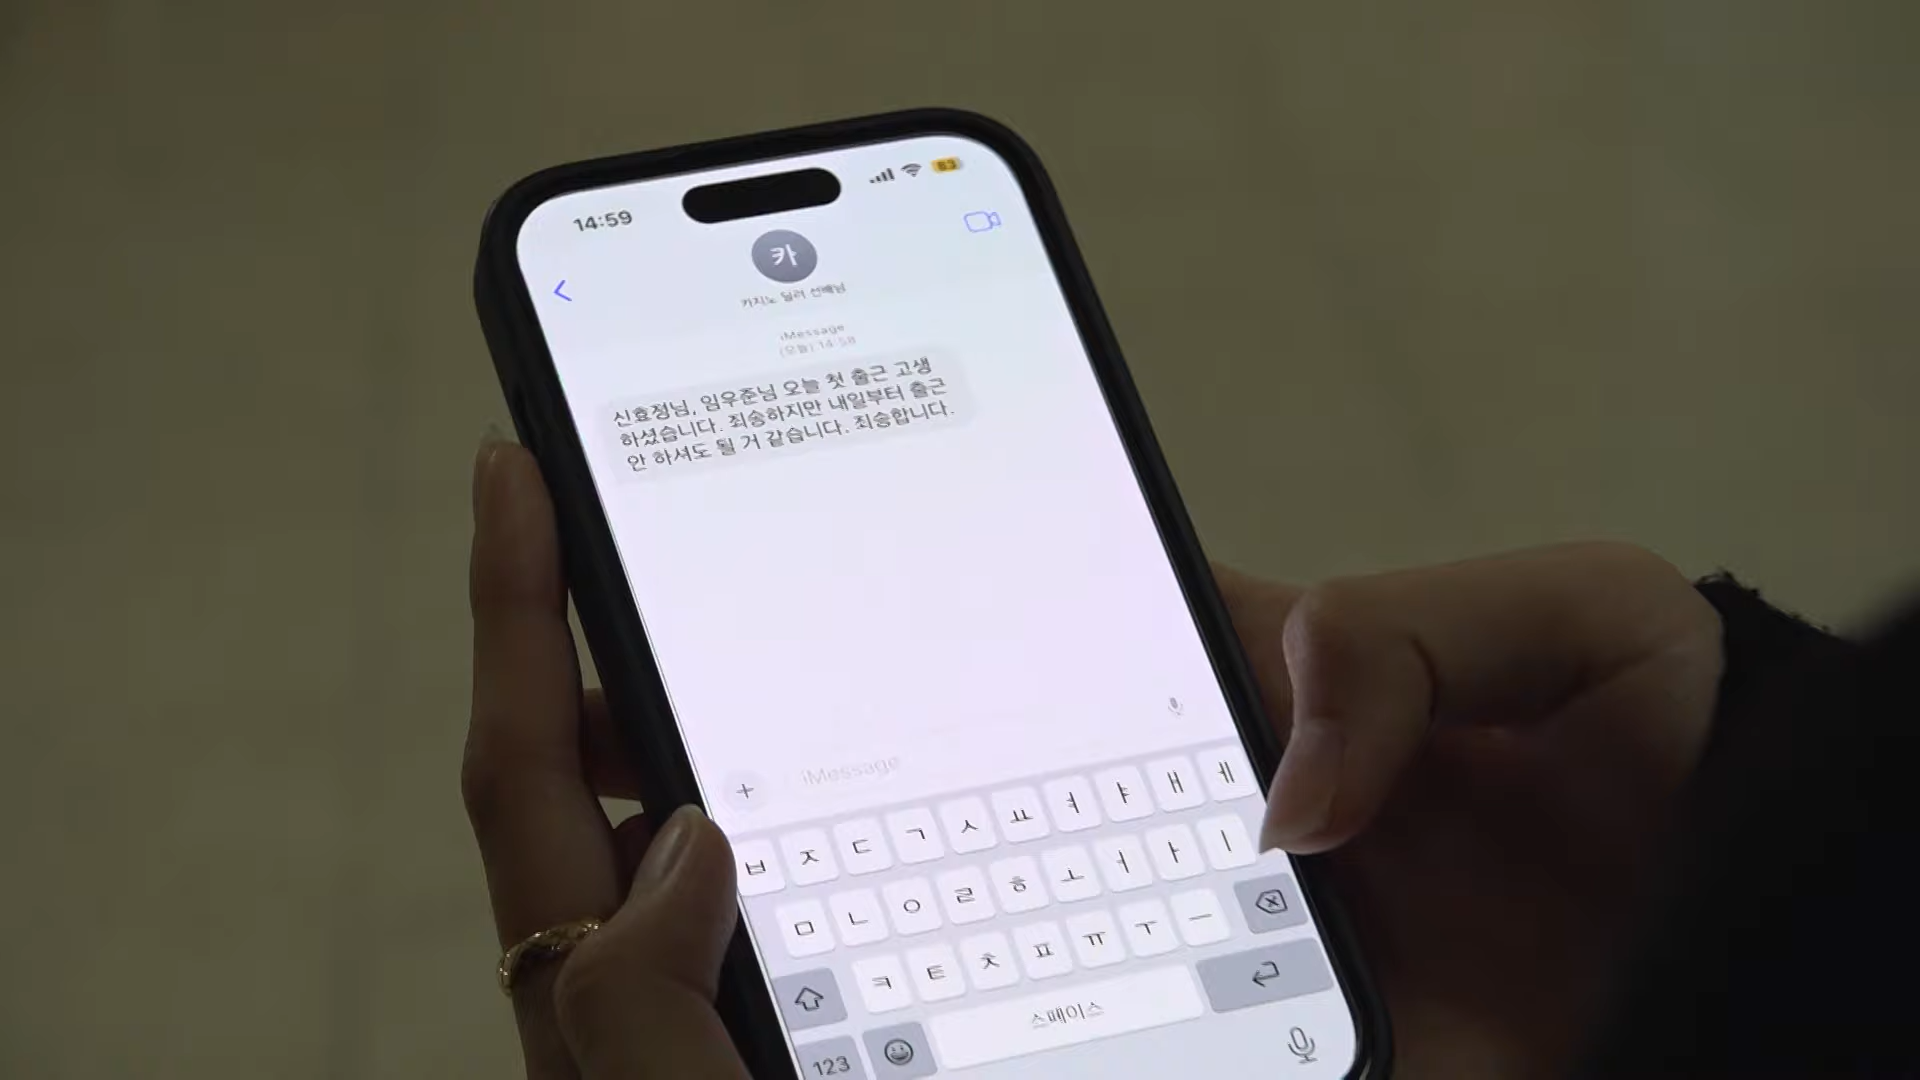 14:59
83
카
카지노 딜러 선배님
iMessage
(오늘) 14:58
신효정님, 임우준님 오늘 첫 출근 고생
하셨습니다. 죄송하지만 내일부터 출근
안 하셔도 될 거 같습니다. 죄송합니다.
iMessage
ㅂ ㅈ ㄷ ㄱ ㅅ ㅛ ㅕ ㅑ ㅐ ㅔ
ㅁ ㄴ ㅇ ㄹ ㅎ ㅗ ㅓ ㅏ ㅣ
ㅋ ㅌ ㅊ ㅍ ㅠ ㅜ ㅡ
123 스페이스